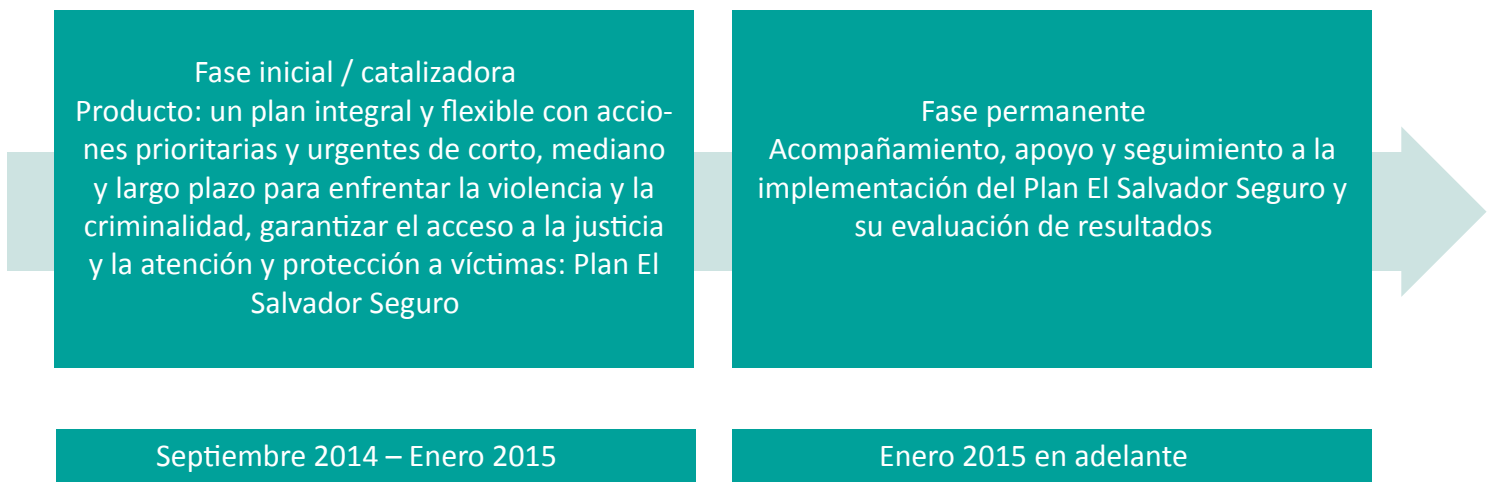 Fase inicial / catalizadora
Producto: un plan integral y flexible con accio-
nes prioritarias y urgentes de corto, mediano
y largo plazo para enfrentar la violencia y la
criminalidad, garantizar el acceso a la justicia
y la atención y protección a víctimas: Plan El
Salvador Seguro
Fase permanente
Acompañamiento, apoyo y seguimiento a la
implementación del Plan El Salvador Seguro y
su evaluación de resultados
Septiembre 2014 – Enero 2015
Enero 2015 en adelante